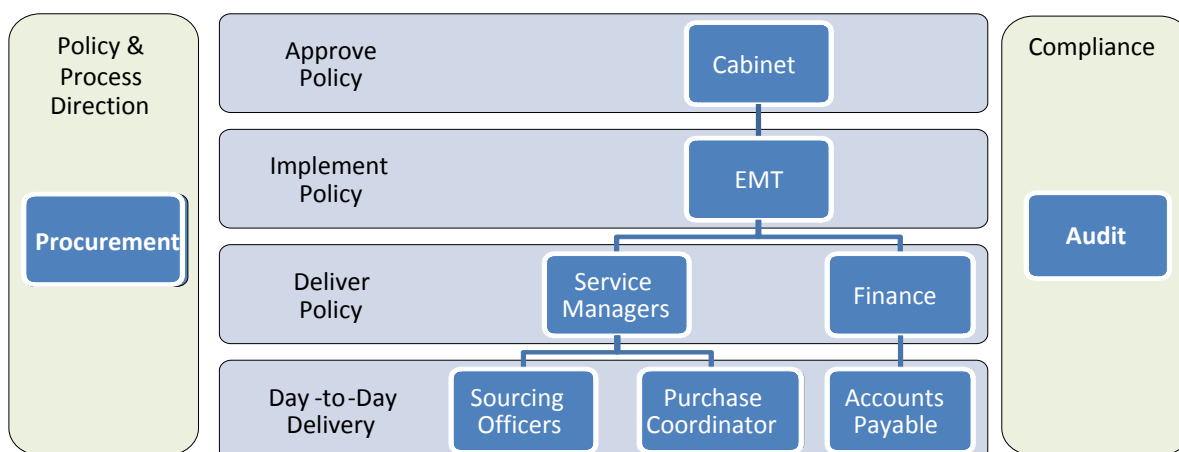 Policy &
Process
Direction
Procurement
Approve
Policy
Cabinet
Implement
Policy
EMT
Deliver
Policy
Service
Managers
Finance
Day -to-Day
Delivery
Sourcing
Officers
Purchase
Coordinator
Accounts
Payable
Compliance
Audit